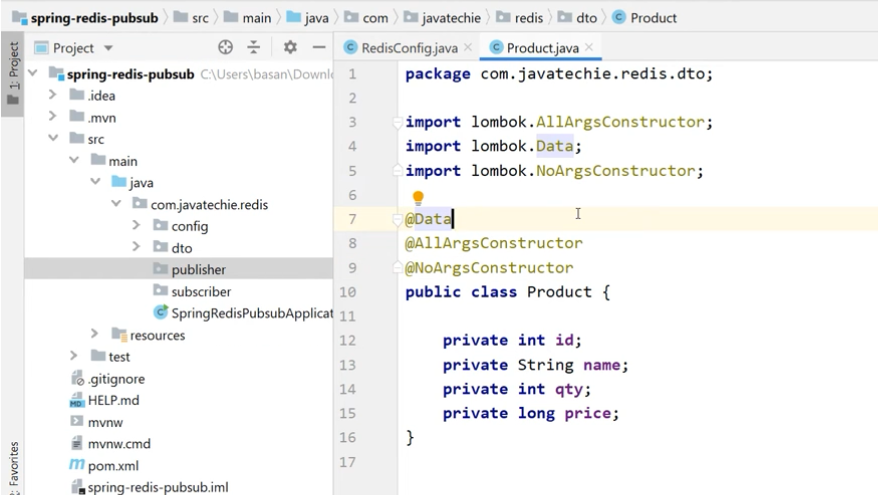 spring-redis-pubsub src main java com javatechie redis dto Product
Project
RedisConfig.java
Product.java
1: Project
spring-redis-pubsub C:\Users\basan\Downl
.idea
.mvn
src
main
java
com.javatechie.redis
config
dto
publisher
subscriber
SpringRedisPubsubApplicat
resources
test
.gitignore
HELP.md
mvnw
mvnw.cmd
pom.xml
spring-redis-pubsub.iml
Favorites
1 package com.javatechie.redis.dto;
2
3 import lombok.AllArgsConstructor;
4 import lombok.Data;
5 import lombok.NoArgsConstructor;
6
7 @Data
8 @AllArgsConstructor
9 @NoArgsConstructor
10 public class Product {
11
12 private int id;
13 private String name;
14 private int qty;
15 private long price;
16 }
17